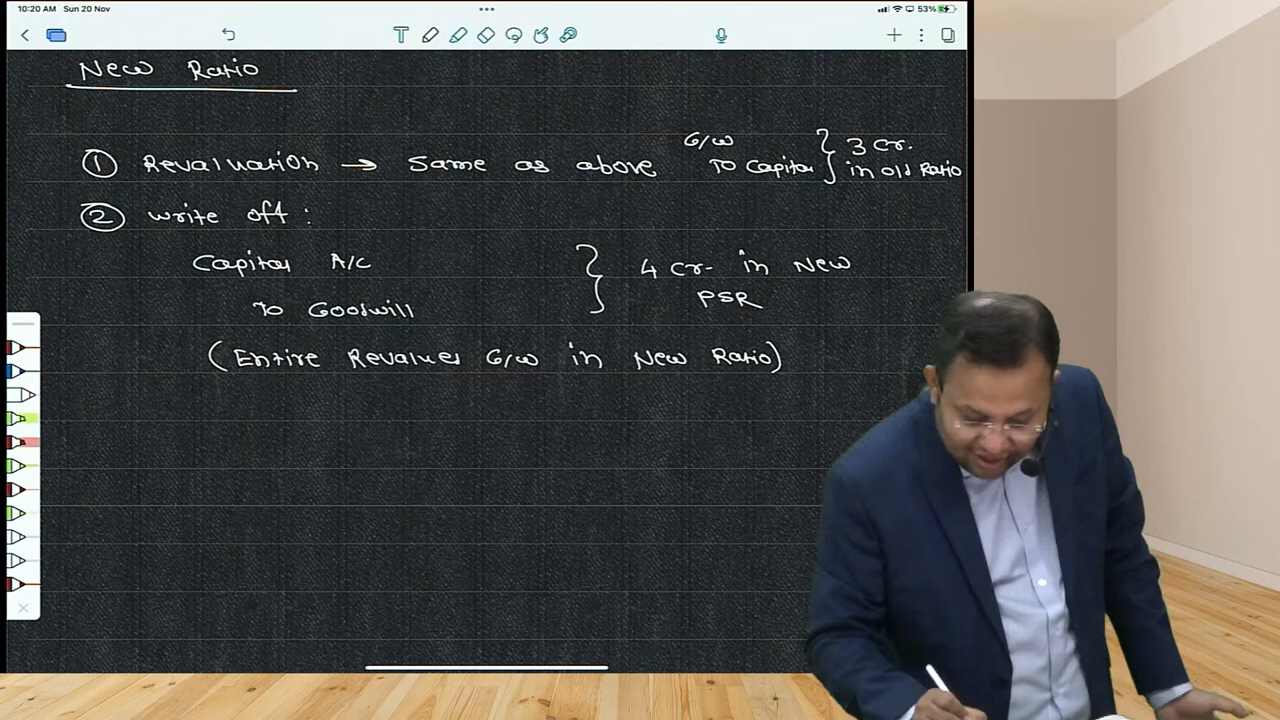 10:20 AM Sun 20 Nov
53%
New Ratio
① Revaluation → Same as above G/W To Capital } 3 Cr. in old Ratio
② Write off :
Capital A/C
To Goodwill } 4 Cr. in New PSR
(Entire Revalues G/W in New Ratio)